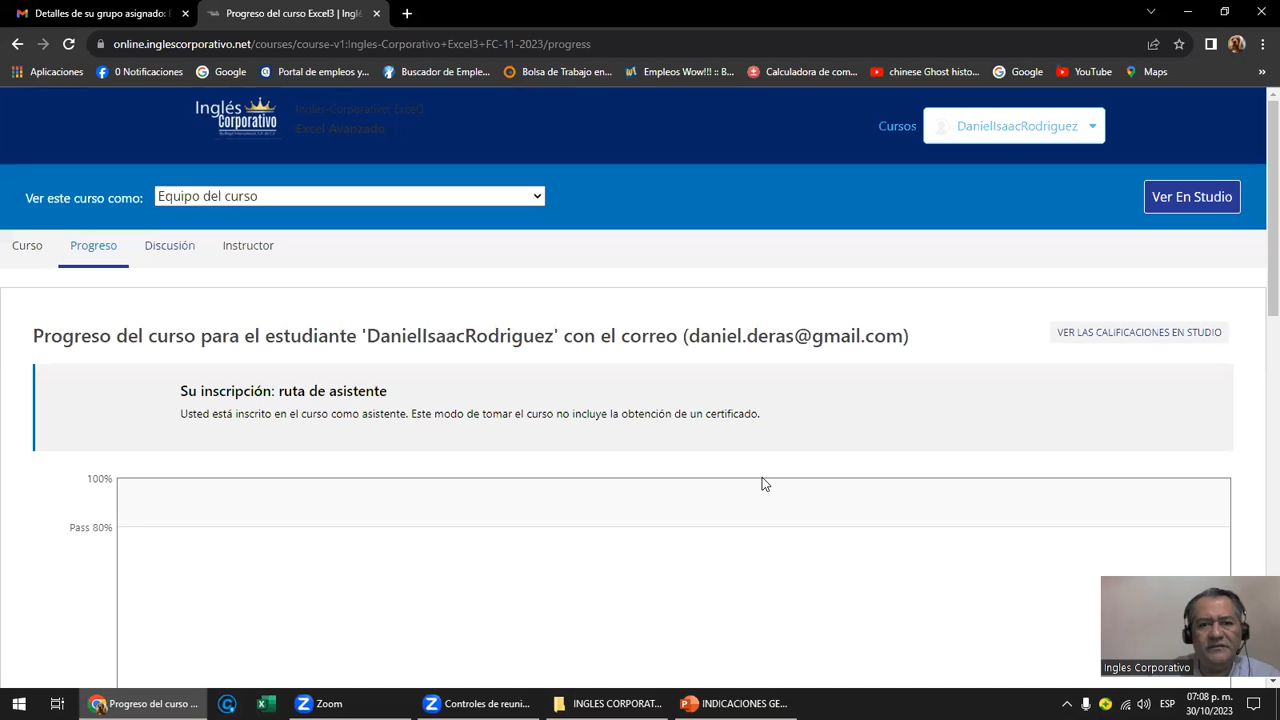 Detalles de su grupo asignado:
Progreso del curso Excel3 | Inglé
online.inglescorporativo.net/courses/course-v1:Ingles-Corporativo+Excel3+FC-11-2023/progress
Aplicaciones
0 Notificaciones
Google
Portal de empleos y...
Buscador de Emple...
Bolsa de Trabajo en...
Empleos Wow!!! :: B...
Calculadora de com...
chinese Ghost histo...
Google
YouTube
Maps
»
Inglés
Corporativo
Ingles-Corporativo: Excel3
Excel Avanzado
Cursos
DanielIsaacRodriguez
Ver este curso como:
Equipo del curso
Ver En Studio
Curso
Progreso
Discusión
Instructor
Progreso del curso para el estudiante 'DanielIsaacRodriguez' con el correo (daniel.deras@gmail.com)
VER LAS CALIFICACIONES EN STUDIO
Su inscripción: ruta de asistente
Usted está inscrito en el curso como asistente. Este modo de tomar el curso no incluye la obtención de un certificado.
100%
Pass 80%
Ingles Corporativo
Progreso del curso ...
Zoom
Controles de reuni...
INGLES CORPORAT...
INDICACIONES GE...
ESP
07:08 p. m.
30/10/2023